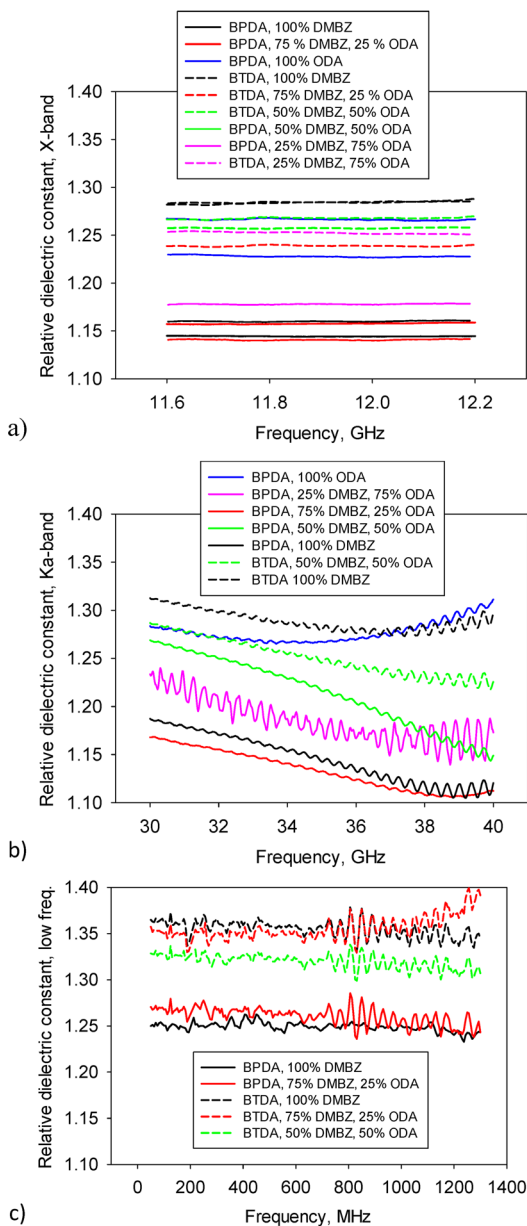 BPDA, 100% DMBZ
BPDA, 75 % DMBZ, 25 % ODA
BPDA, 100% ODA
BTDA, 100% DMBZ
BTDA, 75% DMBZ, 25 % ODA
BTDA, 50% DMBZ, 50% ODA
BPDA, 50% DMBZ, 50% ODA
BPDA, 25% DMBZ, 75% ODA
BTDA, 25% DMBZ, 75% ODA
Relative dielectric constant, X-band
1.40
1.35
1.30
1.25
1.20
1.15
1.10
11.6 11.8 12.0 12.2
Frequency, GHz
a)
BPDA, 100% ODA
BPDA, 25% DMBZ, 75% ODA
BPDA, 75% DMBZ, 25% ODA
BPDA, 50% DMBZ, 50% ODA
BPDA, 100% DMBZ
BTDA, 50% DMBZ, 50% ODA
BTDA 100% DMBZ
Relative dielectric constant, Ka-band
1.40
1.35
1.30
1.25
1.20
1.15
1.10
30 32 34 36 38 40
Frequency, GHz
b)
Relative dielectric constant, low freq.
1.40
1.35
1.30
1.25
1.20
1.15
1.10
BPDA, 100% DMBZ
BPDA, 75% DMBZ, 25% ODA
BTDA, 100% DMBZ
BTDA, 75% DMBZ, 25% ODA
BTDA, 50% DMBZ, 50% ODA
0 200 400 600 800 1000 1200 1400
Frequency, MHz
c)